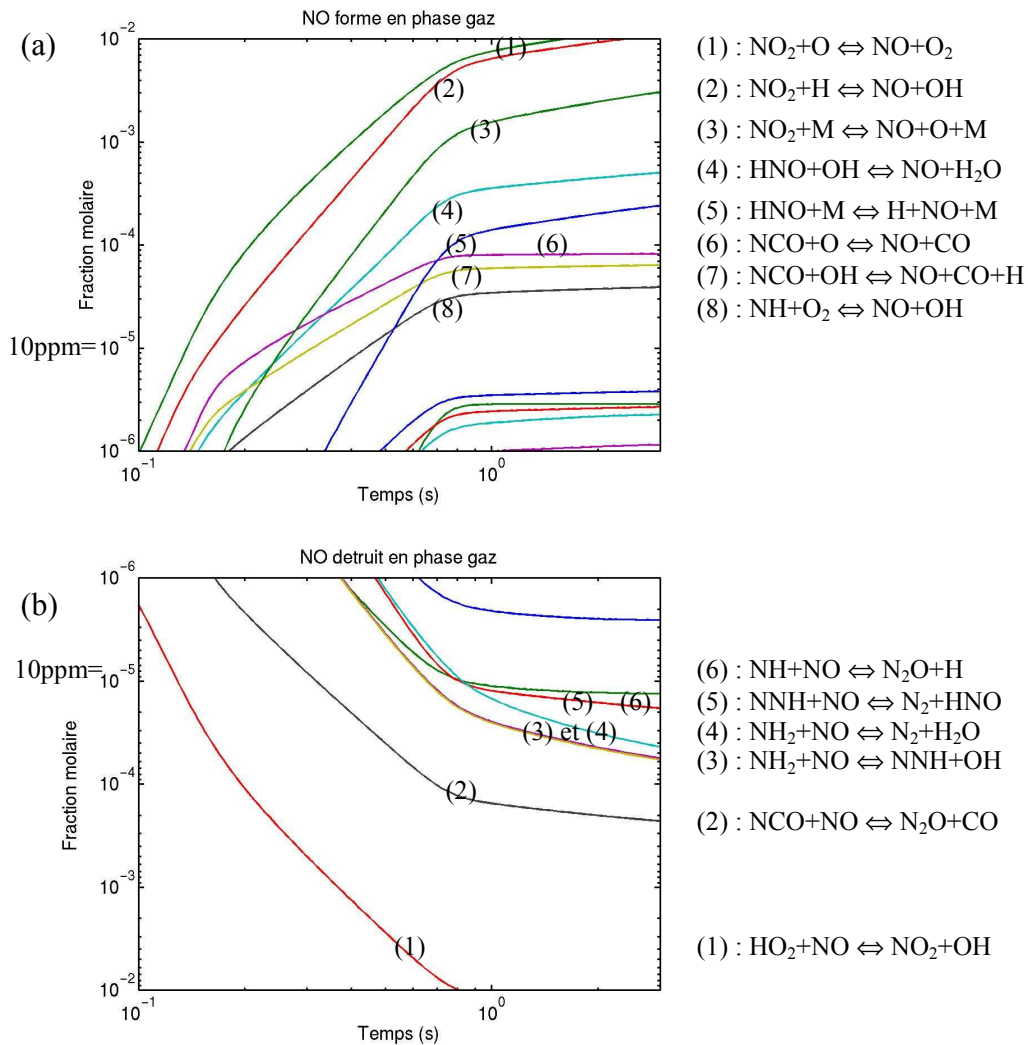 (a)
NO forme en phase gaz
10⁻²
10⁻³
10⁻⁴
10ppm=
10⁻⁵
10⁻⁶
Fraction molaire
(1)
(2)
(3)
(4)
(5)
(6)
(7)
(8)
10⁻¹
10⁰
Temps (s)
(1) : NO₂+O ⇔ NO+O₂
(2) : NO₂+H ⇔ NO+OH
(3) : NO₂+M ⇔ NO+O+M
(4) : HNO+OH ⇔ NO+H₂O
(5) : HNO+M ⇔ H+NO+M
(6) : NCO+O ⇔ NO+CO
(7) : NCO+OH ⇔ NO+CO+H
(8) : NH+O₂ ⇔ NO+OH
(b)
NO detruit en phase gaz
10⁻⁶
10ppm=
10⁻⁵
10⁻⁴
10⁻³
10⁻²
Fraction molaire
(5)
(6)
(3) et (4)
(2)
(1)
10⁻¹
10⁰
Temps (s)
(6) : NH+NO ⇔ N₂O+H
(5) : NNH+NO ⇔ N₂+HNO
(4) : NH₂+NO ⇔ N₂+H₂O
(3) : NH₂+NO ⇔ NNH+OH
(2) : NCO+NO ⇔ N₂O+CO
(1) : HO₂+NO ⇔ NO₂+OH